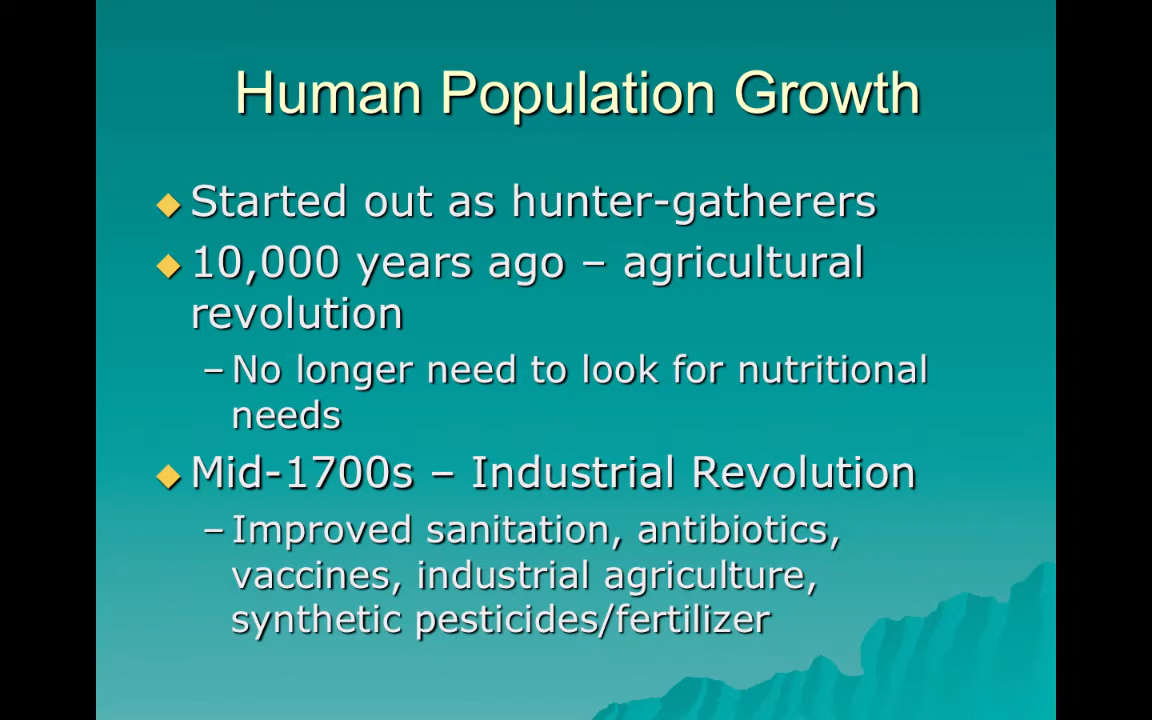 Human Population Growth
Started out as hunter-gatherers
10,000 years ago – agricultural
revolution
–No longer need to look for nutritional
needs
Mid-1700s – Industrial Revolution
–Improved sanitation, antibiotics,
vaccines, industrial agriculture,
synthetic pesticides/fertilizer